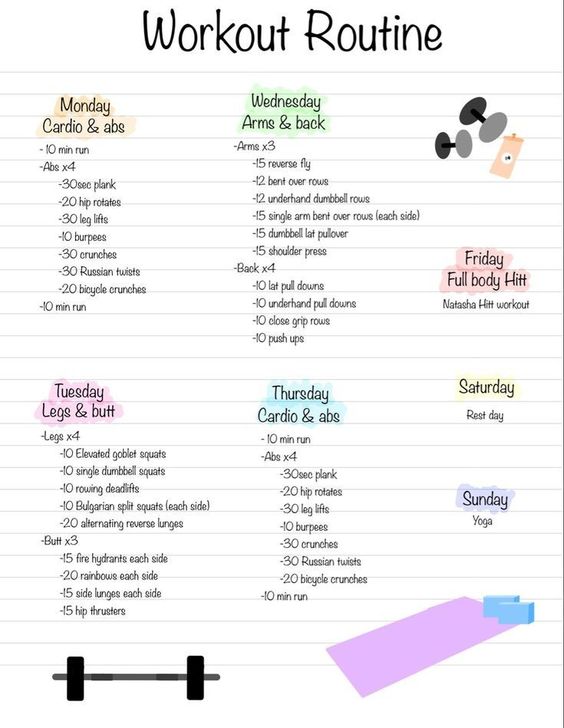 Workout Routine
Monday
Cardio & abs
- 10 min run
-Abs x4
-30sec plank
-20 hip rotates
-30 leg lifts
-10 burpees
-30 crunches
-30 Russian twists
-20 bicycle crunches
-10 min run
Tuesday
Legs & butt
-Legs x4
-10 Elevated goblet squats
-10 single dumbbell squats
-10 rowing deadlifts
-10 Bulgarian split squats (each side)
-20 alternating reverse lunges
-Butt x3
-15 fire hydrants each side
-20 rainbows each side
-15 side lunges each side
-15 hip thrusters
Wednesday
Arms & back
-Arms x3
-15 reverse fly
-12 bent over rows
-12 underhand dumbbell rows
-15 single arm bent over rows (each side)
-15 dumbbell lat pullover
-15 shoulder press
-Back x4
-10 lat pull downs
-10 underhand pull downs
-10 close grip rows
-10 push ups
Thursday
Cardio & abs
- 10 min run
-Abs x4
-30sec plank
-20 hip rotates
-30 leg lifts
-10 burpees
-30 crunches
-30 Russian twists
-20 bicycle crunches
-10 min run
Friday
Full body Hitt
Natasha Hitt workout
Saturday
Rest day
Sunday
Yoga